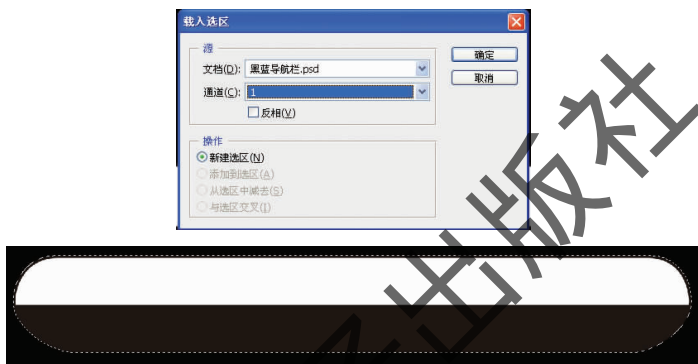 载入选区
源
文档(D): 黑蓝导航栏.psd
通道(C): 1
反相(V)
确定
取消
操作
新建选区(N)
添加到选区(A)
从选区中减去(S)
与选区交叉(I)
出版社